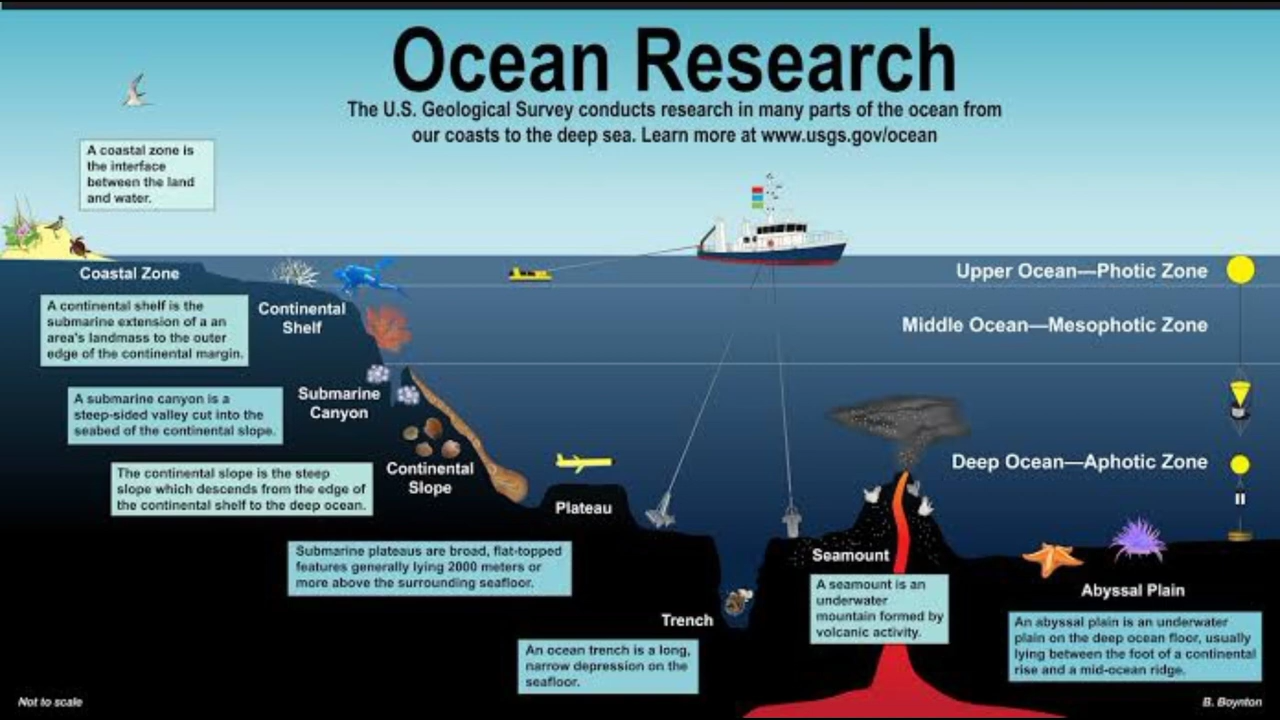 Ocean Research
The U.S. Geological Survey conducts research in many parts of the ocean from
our coasts to the deep sea. Learn more at www.usgs.gov/ocean
A coastal zone is
the interface
between the land
and water.
Coastal Zone
A continental shelf is the
submarine extension of a an
area's landmass to the outer
edge of the continental margin.
Continental
Shelf
A submarine canyon is a
steep-sided valley cut into the
seabed of the continental slope.
Submarine
Canyon
The continental slope is the steep
slope which descends from the edge of
the continental shelf to the deep ocean.
Continental
Slope
Plateau
Submarine plateaus are broad, flat-topped
features generally lying 2000 meters or
more above the surrounding seafloor.
Trench
An ocean trench is a long,
narrow depression on the
seafloor.
Seamount
A seamount is an
underwater
mountain formed by
volcanic activity.
Upper Ocean—Photic Zone
Middle Ocean—Mesophotic Zone
Deep Ocean—Aphotic Zone
Abyssal Plain
An abyssal plain is an underwater
plain on the deep ocean floor, usually
lying between the foot of a continental
rise and a mid-ocean ridge.
Not to scale
B. Boynton